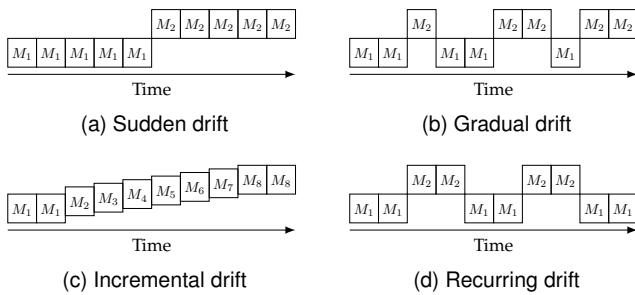 M2 M2 M2 M2 M2
M1 M1 M1 M1 M1
Time
(a) Sudden drift
M2 M2 M2 M2 M2
M1 M1 M1 M1 M1
Time
(b) Gradual drift
M1 M1 M2 M3 M4 M5 M6 M7 M8 M8
Time
(c) Incremental drift
M2 M2 M2 M2
M1 M1 M1 M1 M1 M1
Time
(d) Recurring drift